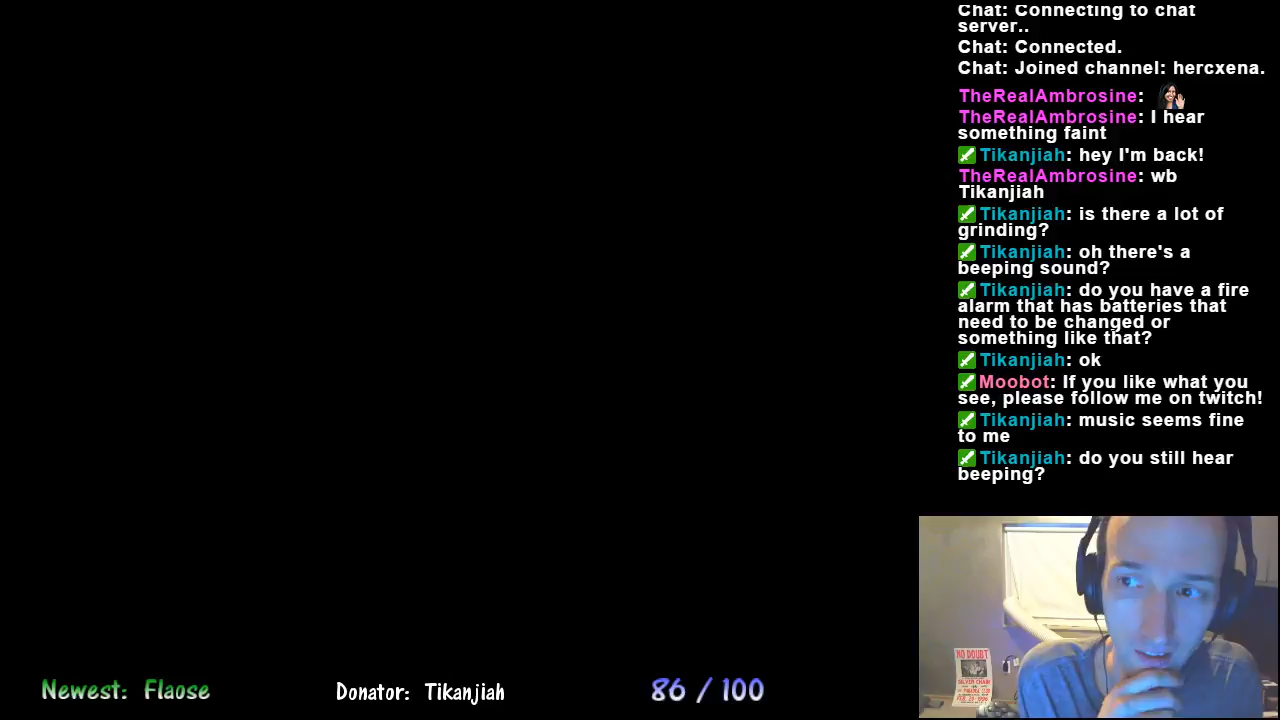 Chat: Connecting to chat
server..
Chat: Connected.
Chat: Joined channel: hercxena.
TheRealAmbrosine:
TheRealAmbrosine: I hear
something faint
Tikanjiah: hey I'm back!
TheRealAmbrosine: wb
Tikanjiah
Tikanjiah: is there a lot of
grinding?
Tikanjiah: oh there's a
beeping sound?
Tikanjiah: do you have a fire
alarm that has batteries that
need to be changed or
something like that?
Tikanjiah: ok
Moobot: If you like what you
see, please follow me on twitch!
Tikanjiah: music seems fine
to me
Tikanjiah: do you still hear
beeping?
NO DOUBT
SILVER CHAIN
Newest: Flaose
Donator: Tikanjiah
86 / 100